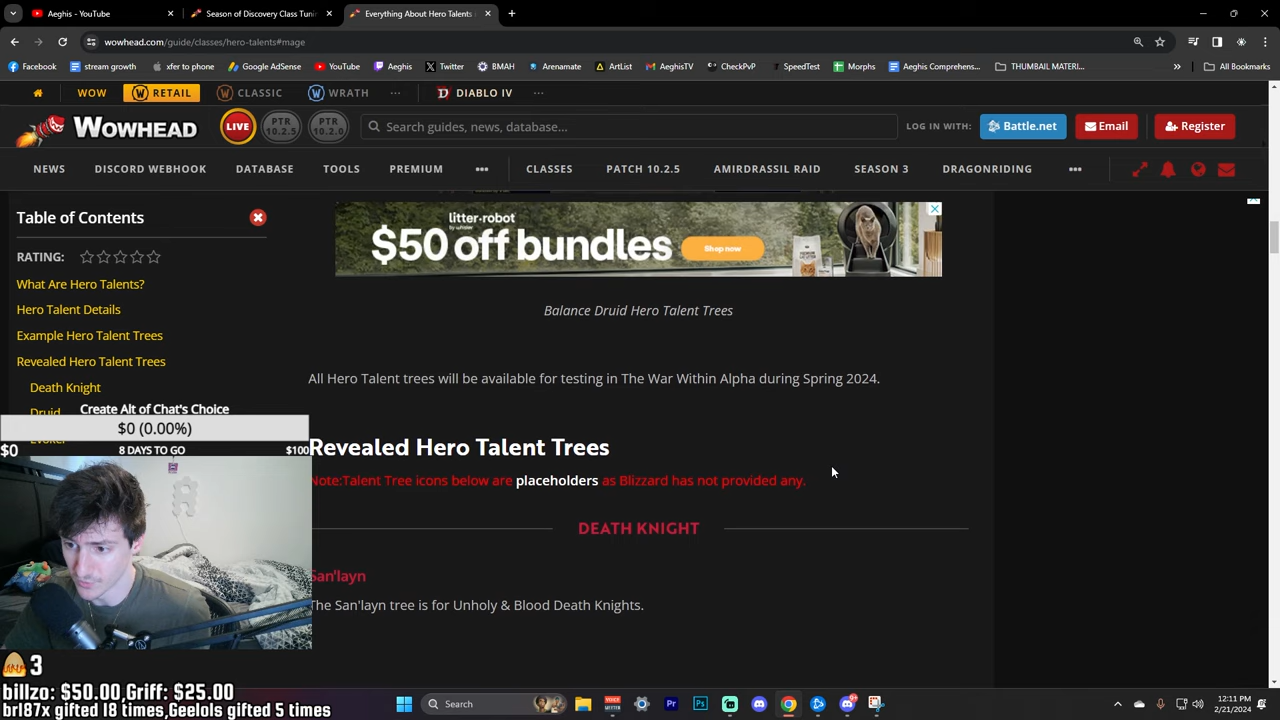 Aeghis - YouTube
Season of Discovery Class Tuni
Everything About Hero Talents
wowhead.com/guide/classes/hero-talents#mage
Facebook
stream growth
xfer to phone
Google AdSense
YouTube
Aeghis
Twitter
BMAH
Arenamate
ArtList
AeghisTV
CheckPvP
SpeedTest
Morphs
Aeghis Comprehens...
THUMBAIL MATERI...
All Bookmarks
WOW
RETAIL
CLASSIC
WRATH
DIABLO IV
WOWHEAD
LIVE
PTR 10.2.5
PTR 10.2.0
Search guides, news, database...
LOG IN WITH:
Battle.net
Email
Register
NEWS
DISCORD WEBHOOK
DATABASE
TOOLS
PREMIUM
CLASSES
PATCH 10.2.5
AMIRDRASSIL RAID
SEASON 3
DRAGONRIDING
Table of Contents
RATING:
What Are Hero Talents?
Hero Talent Details
Example Hero Talent Trees
Revealed Hero Talent Trees
Death Knight
Druid
Evoker
litter-robot
by whisker
$50 off bundles
Shop now
Balance Druid Hero Talent Trees
All Hero Talent trees will be available for testing in The War Within Alpha during Spring 2024.
Revealed Hero Talent Trees
Note:Talent Tree icons below are placeholders as Blizzard has not provided any.
DEATH KNIGHT
San'layn
The San'layn tree is for Unholy & Blood Death Knights.
Create Alt of Chat's Choice
$0 (0.00%)
$0
8 DAYS TO GO
$100
3
billzo: $50.00,Griff: $25.00
br187x gifted 18 times,Geelols gifted 5 times
Search
12:11 PM
2/21/2024